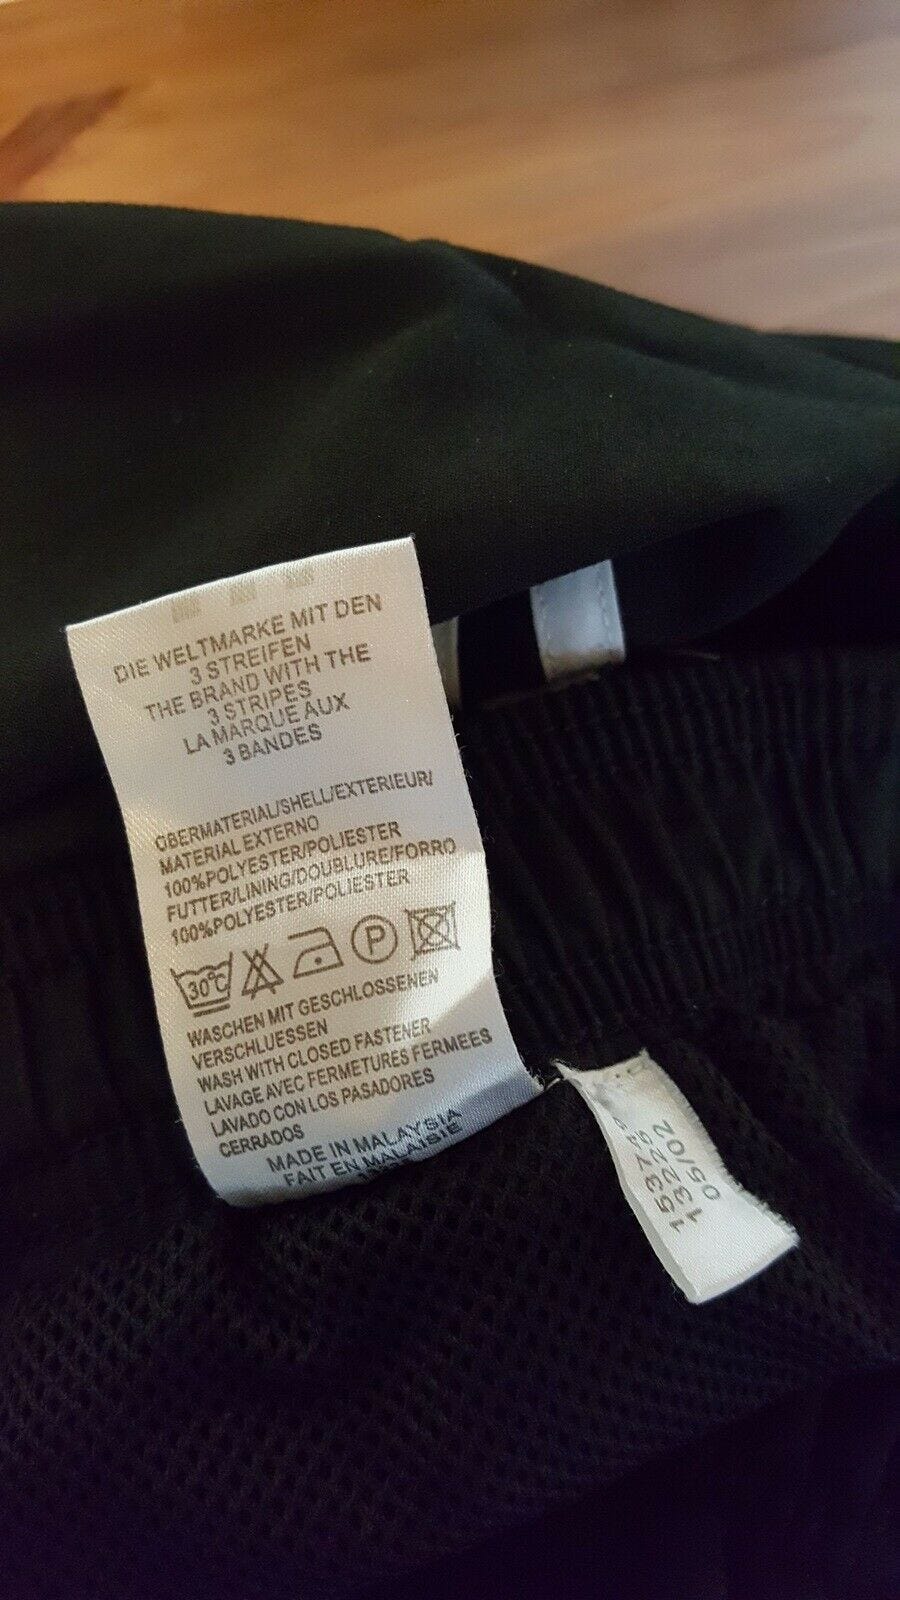 DIE WELTMARKE MIT DEN
3 STREIFEN
THE BRAND WITH THE
3 STRIPES
LA MARQUE AUX
3 BANDES
OBERMATERIAL/SHELL/EXTERIEUR/
MATERIAL EXTERNO
100%POLYESTER/POLIESTER
FUTTER/LINING/DOUBLURE/FORRO
100%POLYESTER/POLIESTER
30°C P
WASCHEN MIT GESCHLOSSENEN
VERSCHLUESSEN
WASH WITH CLOSED FASTENER
LAVAGE AVEC FERMETURES FERMEES
LAVADO CON LOS PASADORES
CERRADOS
MADE IN MALAYSIA
FAIT EN MALAISIE
05/02